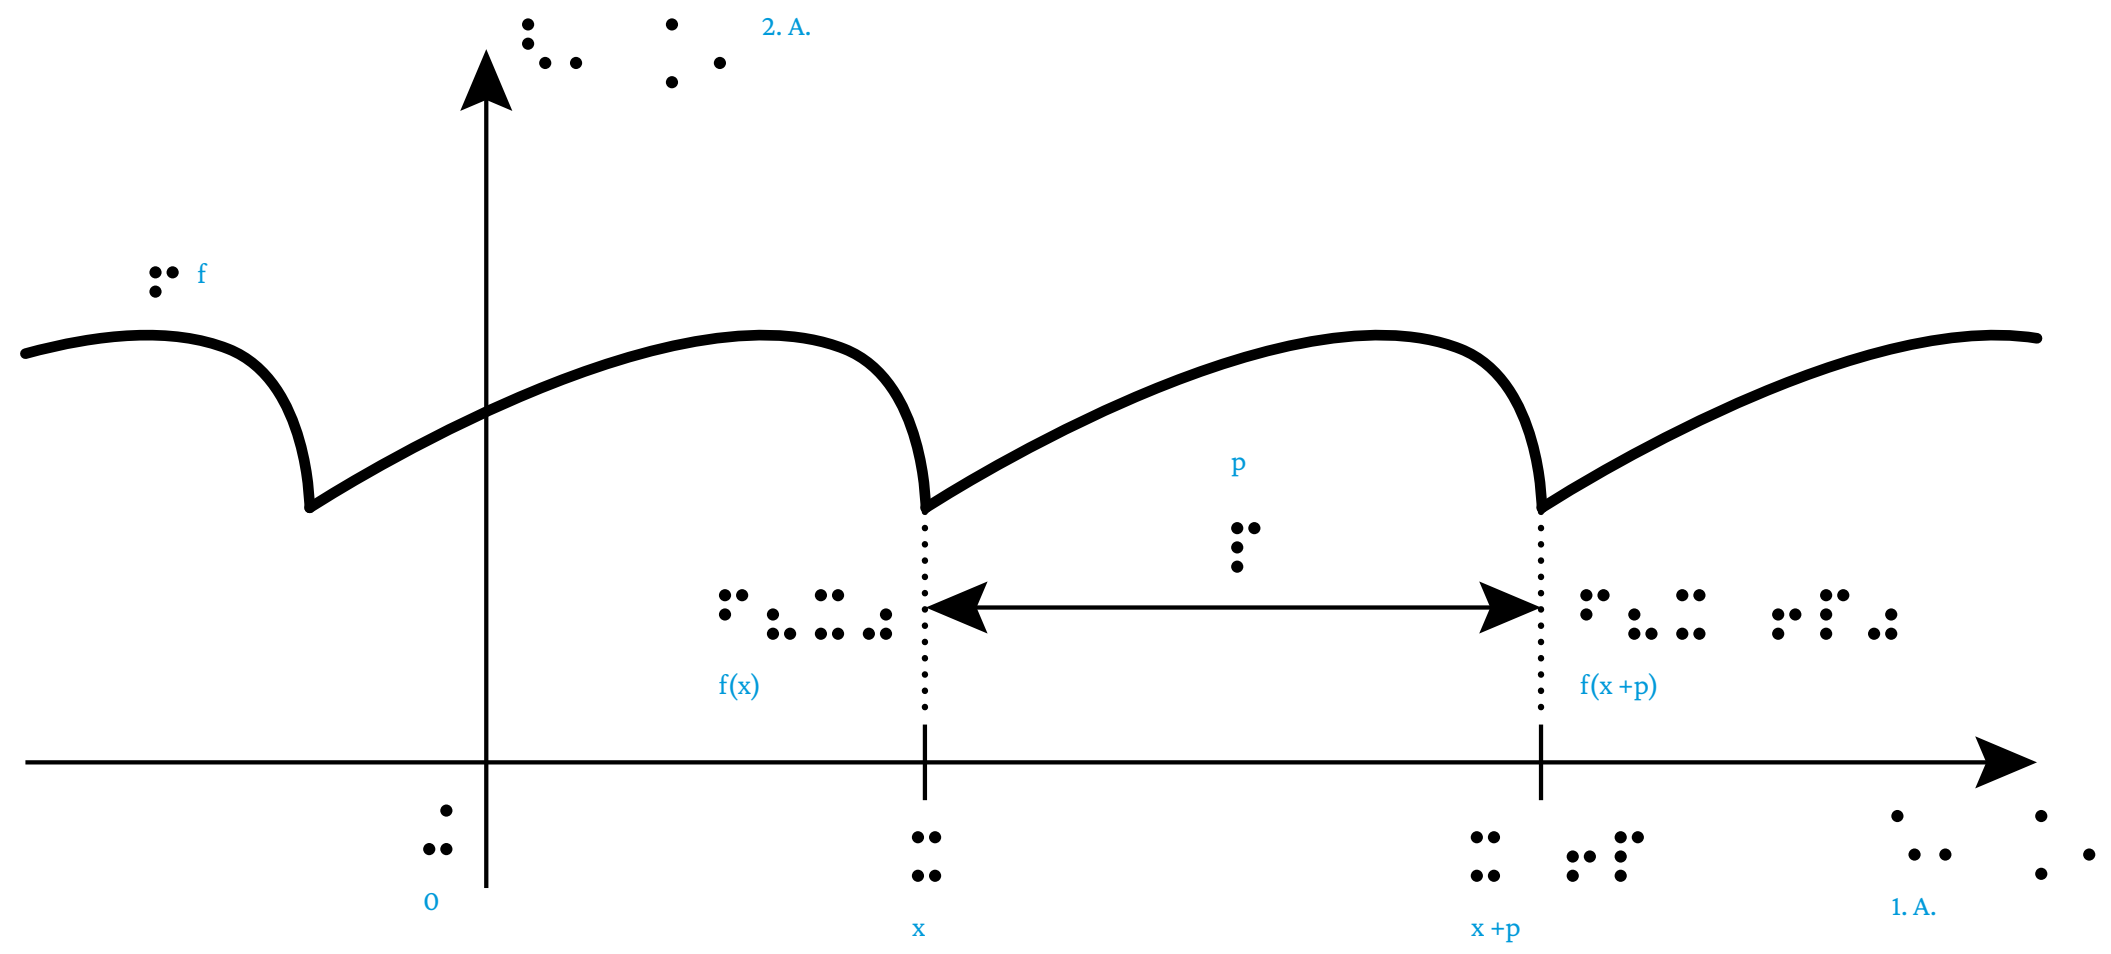 ⠣⠄ ⡁⠄ 2. A.
⠋ f
p
⠏
⠋⠦⠭⠴
f(x)
⠋⠦⠭ ⠖⠏⠴
f(x +p)
⠬
0
⠭
x
⠭ ⠖⠏
x +p
⠡⠄ ⡁⠄
1. A.